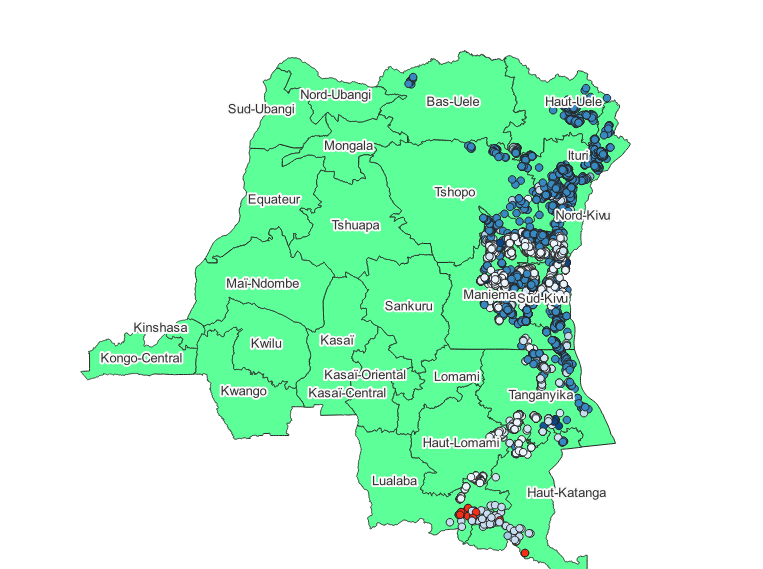 Nord-Ubangi
Bas-Uele
Haut-Uele
Sud-Ubangi
Mongala
Ituri
Tshopo
Equateur
Nord-Kivu
Tshuapa
Maï-Ndombe
Maniema
Sud-Kivu
Sankuru
Kinshasa
Kwilu
Kasaï
Kongo-Central
Kasaï-Oriental
Lomami
Kwango
Kasaï-Central
Tanganyika
Haut-Lomami
Lualaba
Haut-Katanga